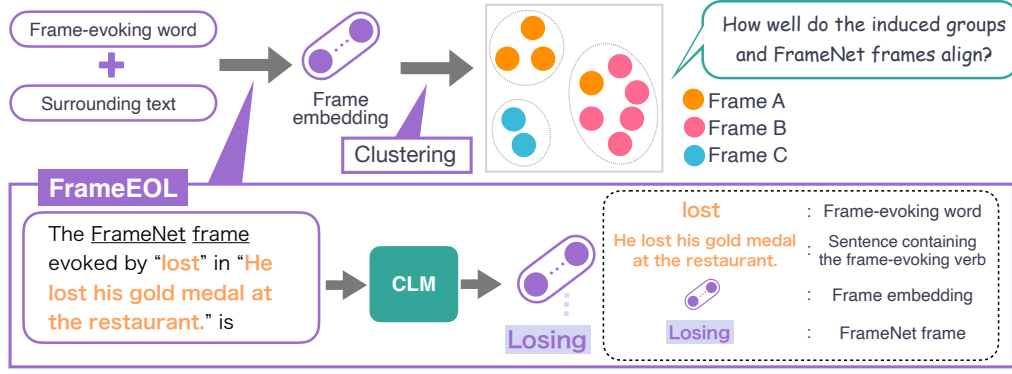 Frame-evoking word
Surrounding text
Frame
embedding
Clustering
How well do the induced groups
and FrameNet frames align?
Frame A
Frame B
Frame C
FrameEOL
The FrameNet frame
evoked by “lost” in “He
lost his gold medal at
the restaurant.” is
CLM
Losing
lost : Frame-evoking word
He lost his gold medal
at the restaurant.
: Sentence containing
the frame-evoking verb
: Frame embedding
Losing : FrameNet frame